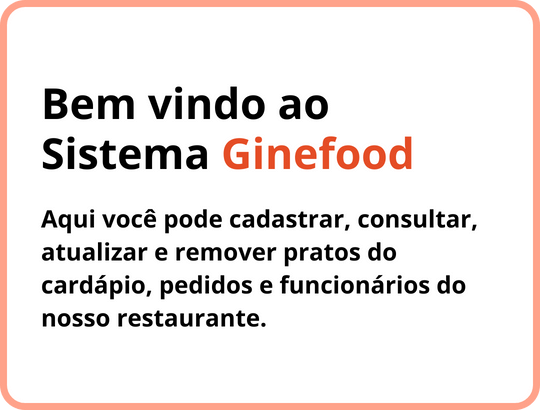 Bem vindo ao
Sistema Ginefood
Aqui você pode cadastrar, consultar,
atualizar e remover pratos do
cardápio, pedidos e funcionários do
nosso restaurante.